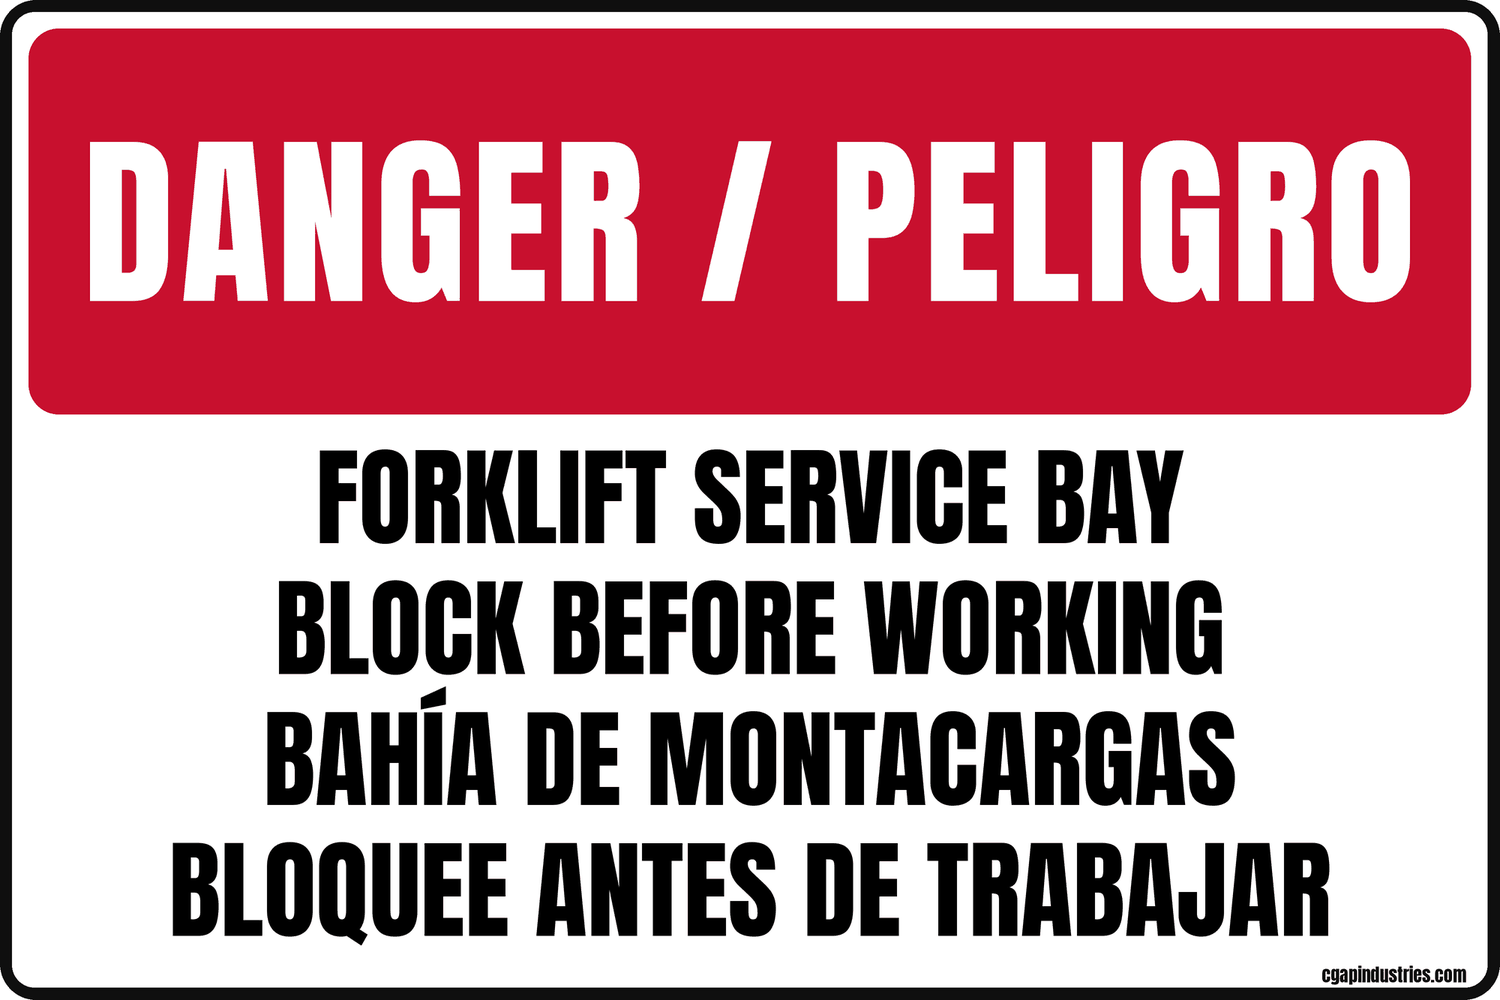 DANGER / PELIGRO
FORKLIFT SERVICE BAY
BLOCK BEFORE WORKING
BAHÍA DE MONTACARGAS
BLOQUEE ANTES DE TRABAJAR
cgapindustries.com